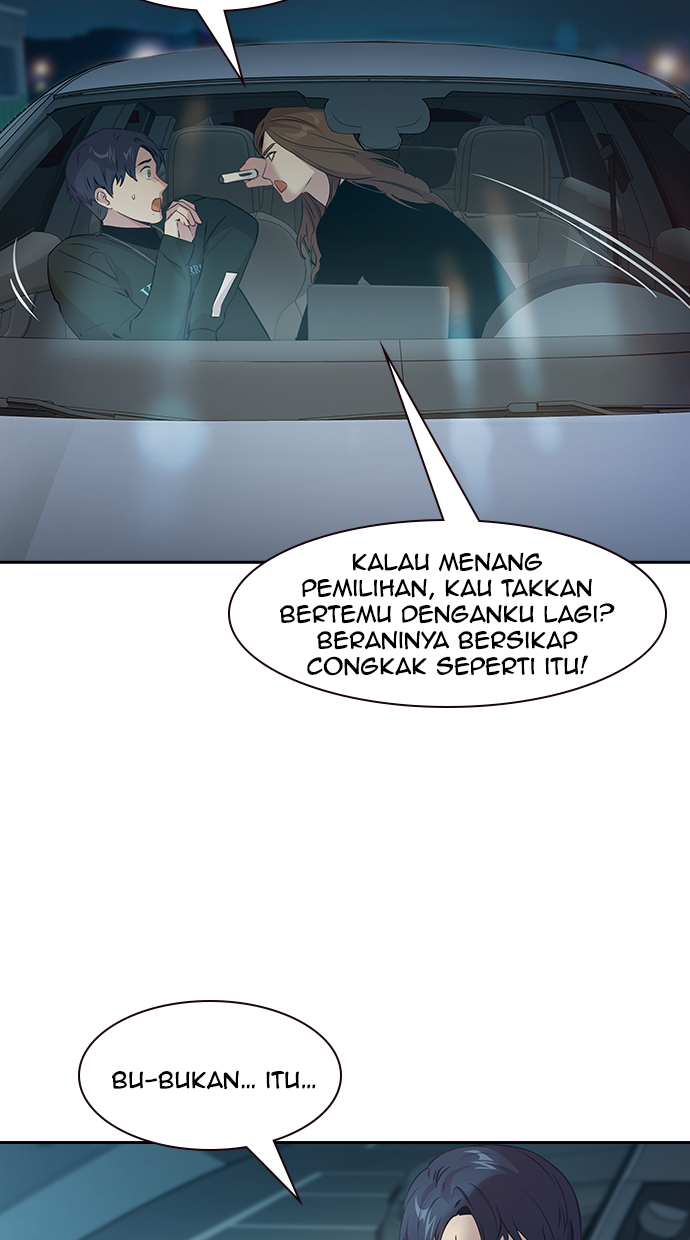 KALAU MENANG
PEMILIHAN, KAU TAKKAN
BERTEMU DENGANKU LAGI?
BERANINYA BERSIKAP
CONGKAK SEPERTI ITU!
BU-BUKAN... ITU...